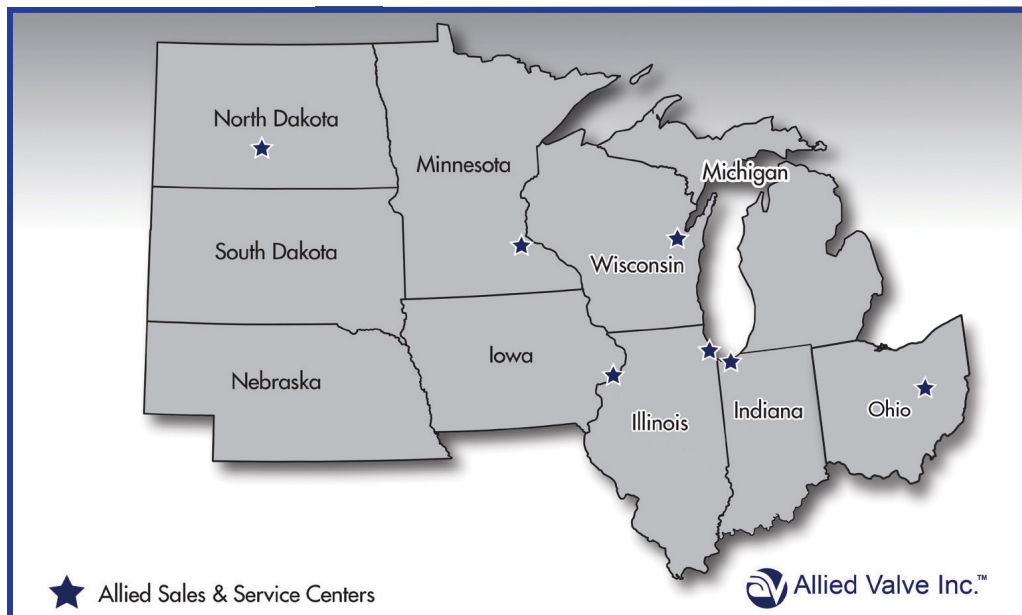 North Dakota
Minnesota
Michigan
South Dakota
Wisconsin
Iowa
Nebraska
Illinois
Indiana
Ohio
Allied Sales & Service Centers
Allied Valve Inc.™